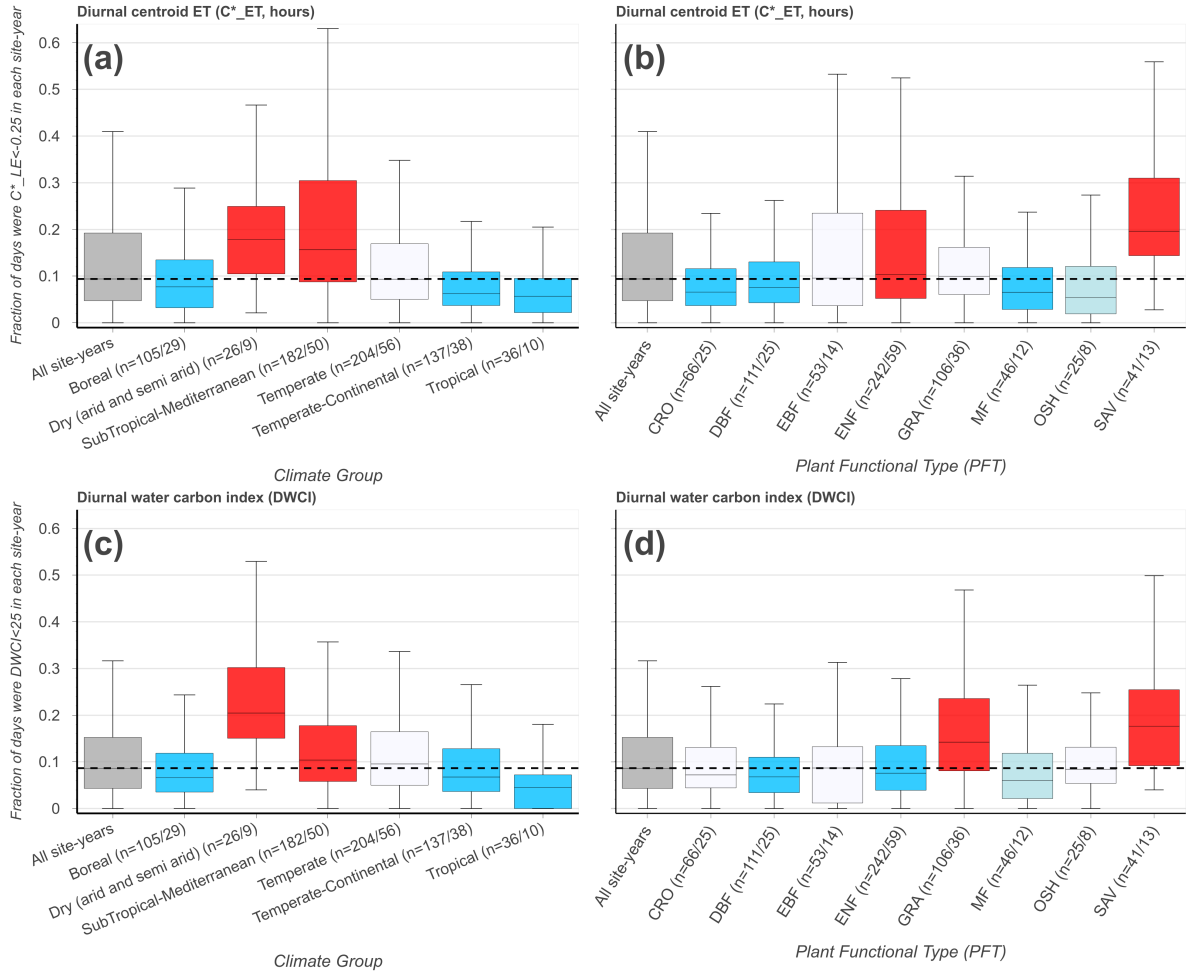 Diurnal centroid ET (C*_ET, hours)
(a)
Fraction of days were C*_LE<-0.25 in each site-year
0.6
0.5
0.4
0.3
0.2
0.1
0
All site-years
Boreal (n=105/29)
Dry (arid and semi arid) (n=26/9)
SubTropical-Mediterranean (n=182/50)
Temperate (n=204/56)
Temperate-Continental (n=137/38)
Tropical (n=36/10)
Climate Group
Diurnal centroid ET (C*_ET, hours)
(b)
All site-years
CRO (n=66/25)
DBF (n=111/25)
EBF (n=53/14)
ENF (n=242/59)
GRA (n=106/36)
MF (n=46/12)
OSH (n=25/8)
SAV (n=41/13)
Plant Functional Type (PFT)
Diurnal water carbon index (DWCI)
(c)
Fraction of days were DWCI<25 in each site-year
0.6
0.5
0.4
0.3
0.2
0.1
0
All site-years
Boreal (n=105/29)
Dry (arid and semi arid) (n=26/9)
SubTropical-Mediterranean (n=182/50)
Temperate (n=204/56)
Temperate-Continental (n=137/38)
Tropical (n=36/10)
Climate Group
Diurnal water carbon index (DWCI)
(d)
All site-years
CRO (n=66/25)
DBF (n=111/25)
EBF (n=53/14)
ENF (n=242/59)
GRA (n=106/36)
MF (n=46/12)
OSH (n=25/8)
SAV (n=41/13)
Plant Functional Type (PFT)